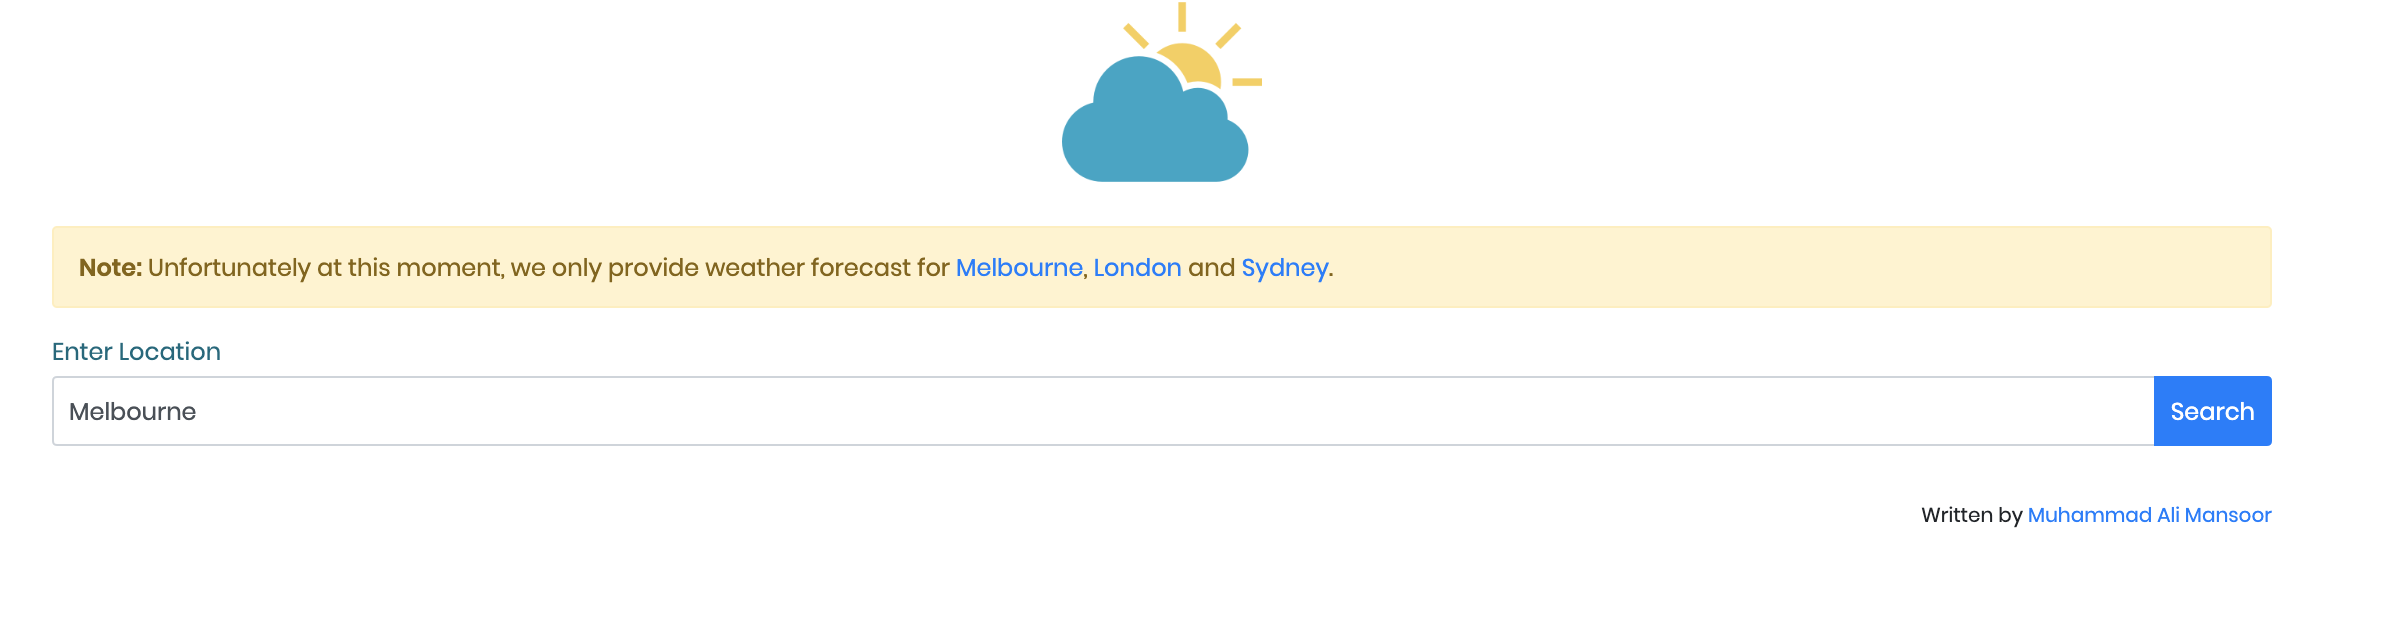 Note: Unfortunately at this moment, we only provide weather forecast for Melbourne, London and Sydney.
Enter Location
Melbourne
Search
Written by Muhammad Ali Mansoor